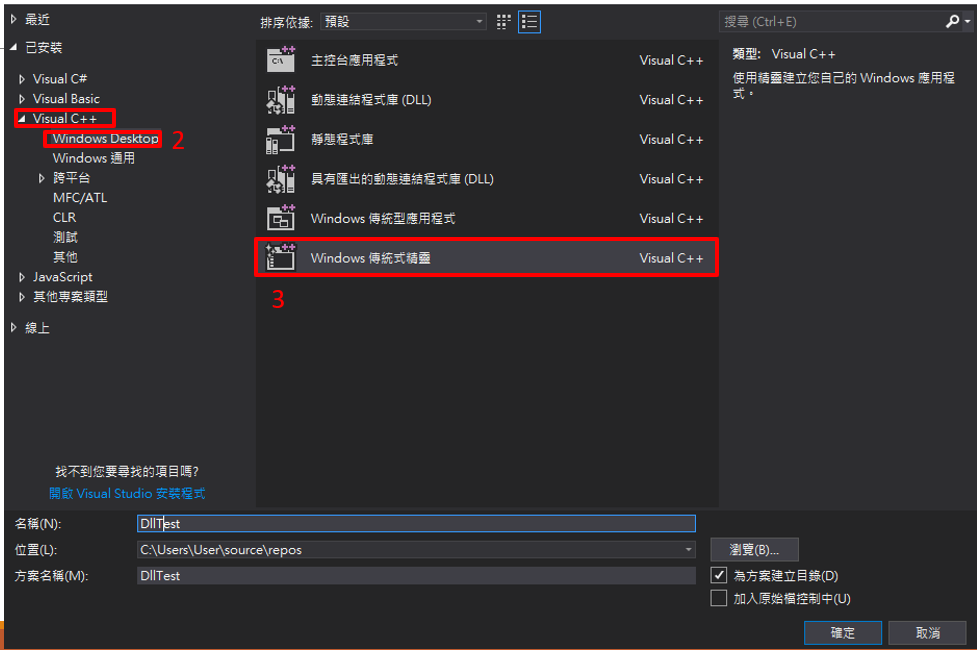 最近
已安裝
Visual C#
Visual Basic
Visual C++
Windows Desktop
2
Windows 通用
跨平台
MFC/ATL
CLR
測試
其他
JavaScript
其他專案類型
線上
找不到您要尋找的項目嗎?
開啟 Visual Studio 安裝程式
排序依據: 預設
主控台應用程式 Visual C++
動態連結程式庫 (DLL) Visual C++
靜態程式庫 Visual C++
具有匯出的動態連結程式庫 (DLL) Visual C++
Windows 傳統型應用程式 Visual C++
Windows 傳統式精靈 Visual C++
3
搜尋 (Ctrl+E)
類型: Visual C++
使用精靈建立您自己的 Windows 應用程
式。
名稱(N): DllTest
位置(L): C:\Users\User\source\repos 瀏覽(B)...
方案名稱(M): DllTest
為方案建立目錄(D)
加入原始檔控制中(U)
確定 取消